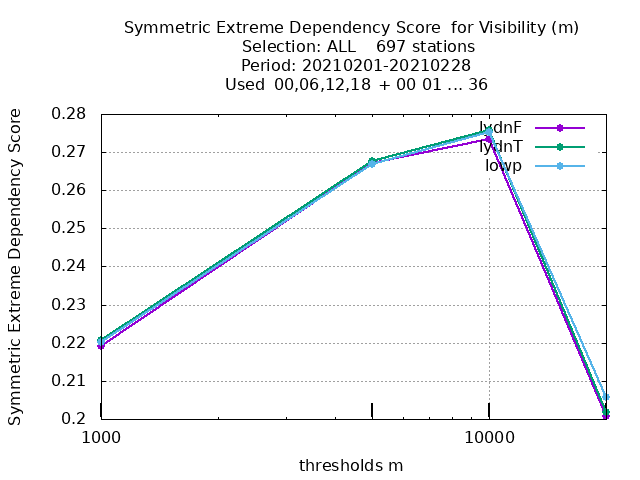 Symmetric Extreme Dependency Score  for Visibility (m)
Selection: ALL    697 stations
Period: 20210201-20210228
Used  00,06,12,18  + 00 01 ... 36
Symmetric Extreme Dependency Score
0.28
0.27
0.26
0.25
0.24
0.23
0.22
0.21
0.2
lydnF
lydnT
lowp
1000
10000
thresholds m